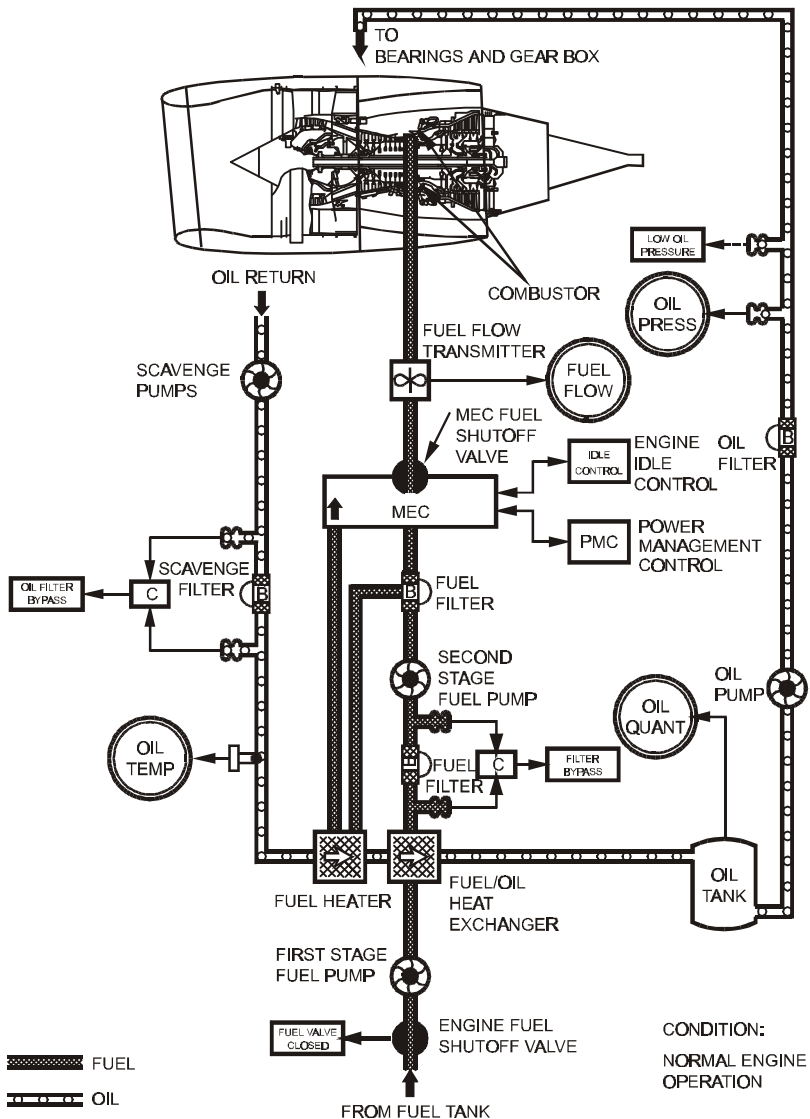 TO
BEARINGS AND GEAR BOX
LOW OIL
PRESSURE
OIL RETURN
COMBUSTOR
OIL
PRESS
FUEL FLOW
TRANSMITTER
SCAVENGE
PUMPS
FUEL
FLOW
MEC FUEL
SHUTOFF
VALVE
IDLE
CONTROL
ENGINE
IDLE
CONTROL
OIL
FILTER
B
MEC
PMC
POWER
MANAGEMENT
CONTROL
SCAVENGE
FILTER
B
OIL FILTER
BYPASS
C
B
FUEL
FILTER
SECOND
STAGE
FUEL PUMP
OIL
PUMP
OIL
QUANT
OIL
TEMP
FUEL
FILTER
C
FILTER
BYPASS
FUEL HEATER
FUEL/OIL
HEAT
EXCHANGER
OIL
TANK
FIRST STAGE
FUEL PUMP
FUEL VALVE
CLOSED
ENGINE FUEL
SHUTOFF VALVE
CONDITION:
NORMAL ENGINE
OPERATION
FUEL
OIL
FROM FUEL TANK